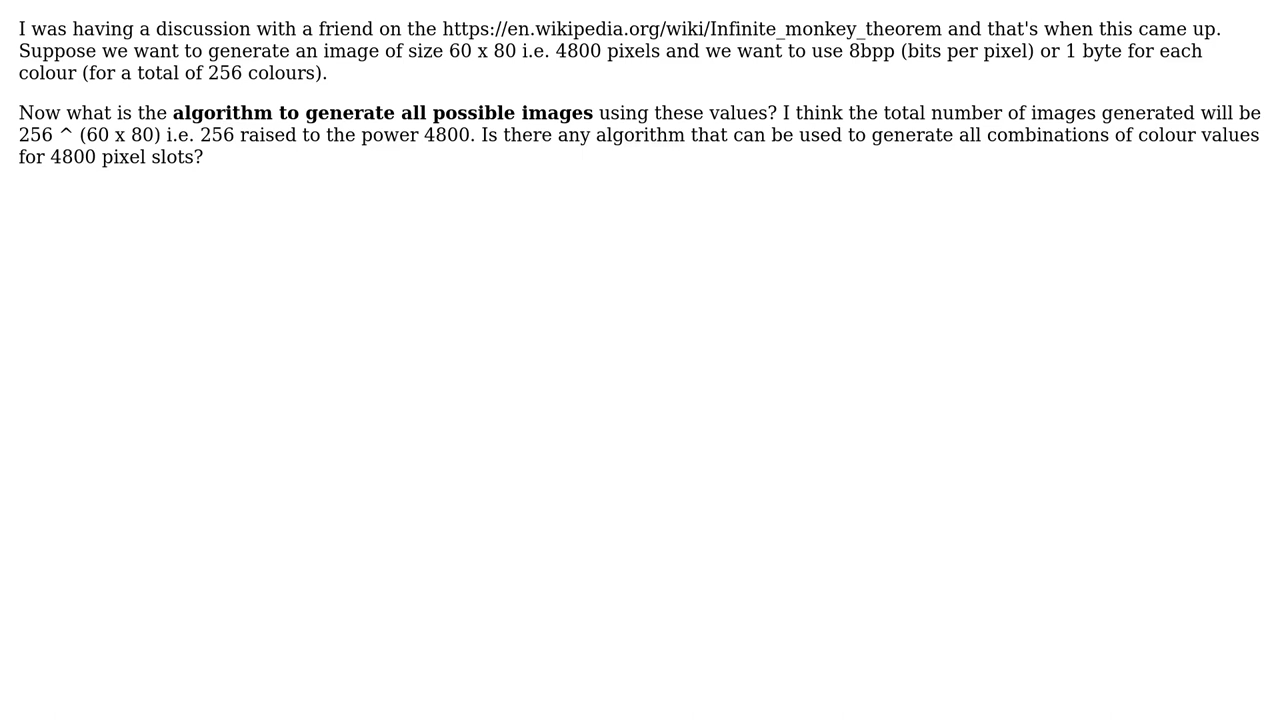 I was having a discussion with a friend on the https://en.wikipedia.org/wiki/Infinite_monkey_theorem and that's when this came up.
Suppose we want to generate an image of size 60 x 80 i.e. 4800 pixels and we want to use 8bpp (bits per pixel) or 1 byte for each
colour (for a total of 256 colours).
Now what is the algorithm to generate all possible images using these values? I think the total number of images generated will be
256 ^ (60 x 80) i.e. 256 raised to the power 4800. Is there any algorithm that can be used to generate all combinations of colour values
for 4800 pixel slots?